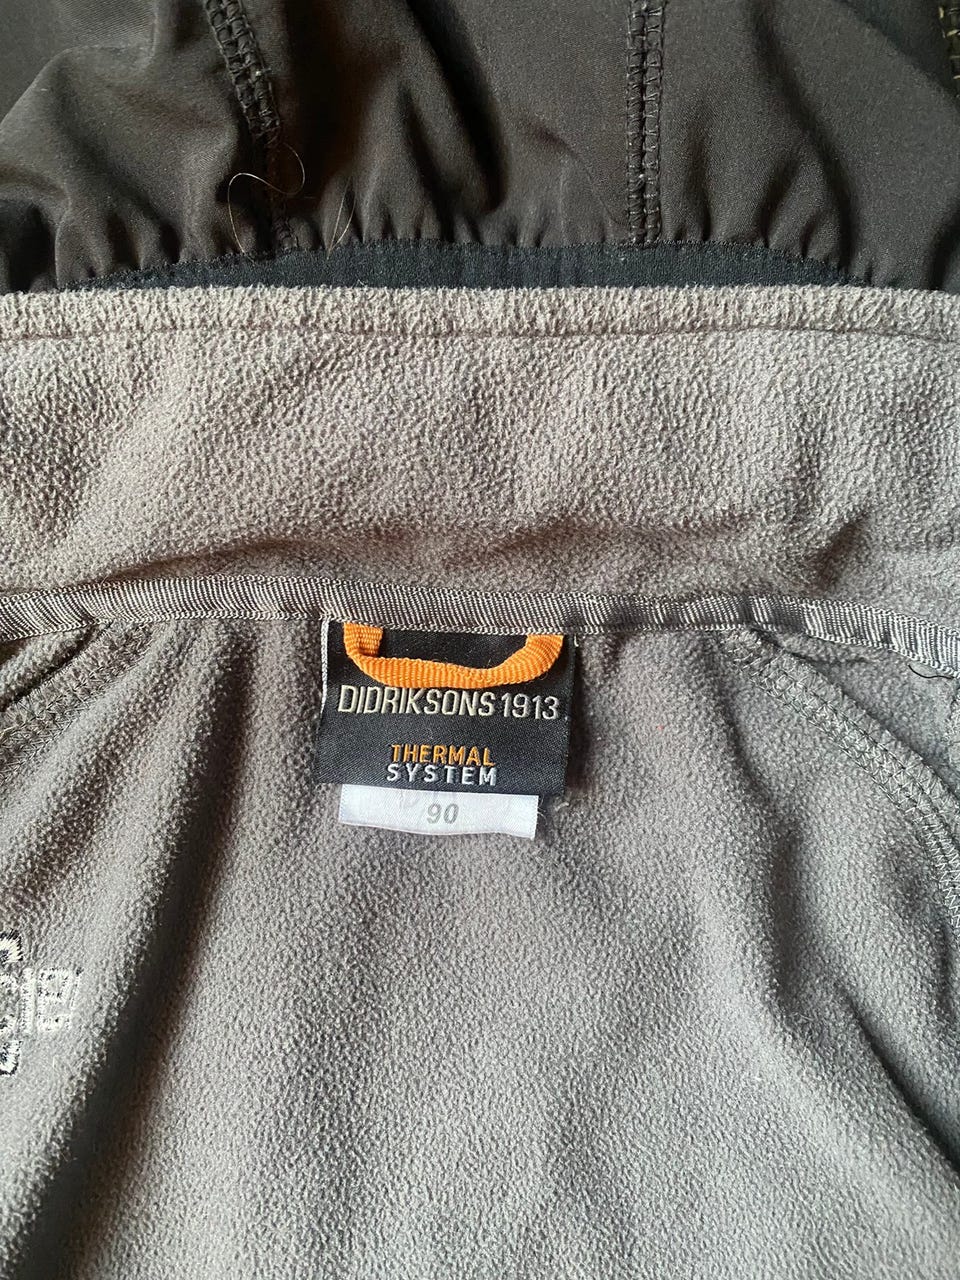 DIDRIKSONS 1913
THERMAL
SYSTEM
90